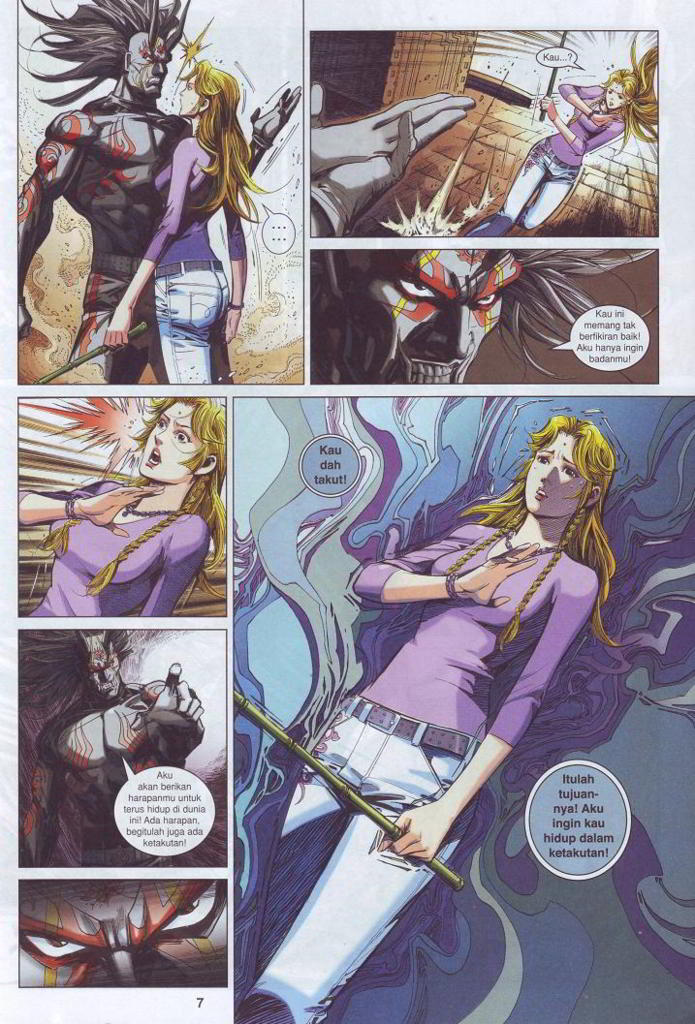 ...
Kau...?
Kau ini
memang tak
berfikiran baik!
Aku hanya ingin
badanmu!
Kau
dah
takut!
Aku
akan berikan
harapanmu untuk
terus hidup di dunia
ini! Ada harapan,
begitulah juga ada
ketakutan!
Itulah
tujuan-
nya! Aku
ingin kau
hidup dalam
ketakutan!
7